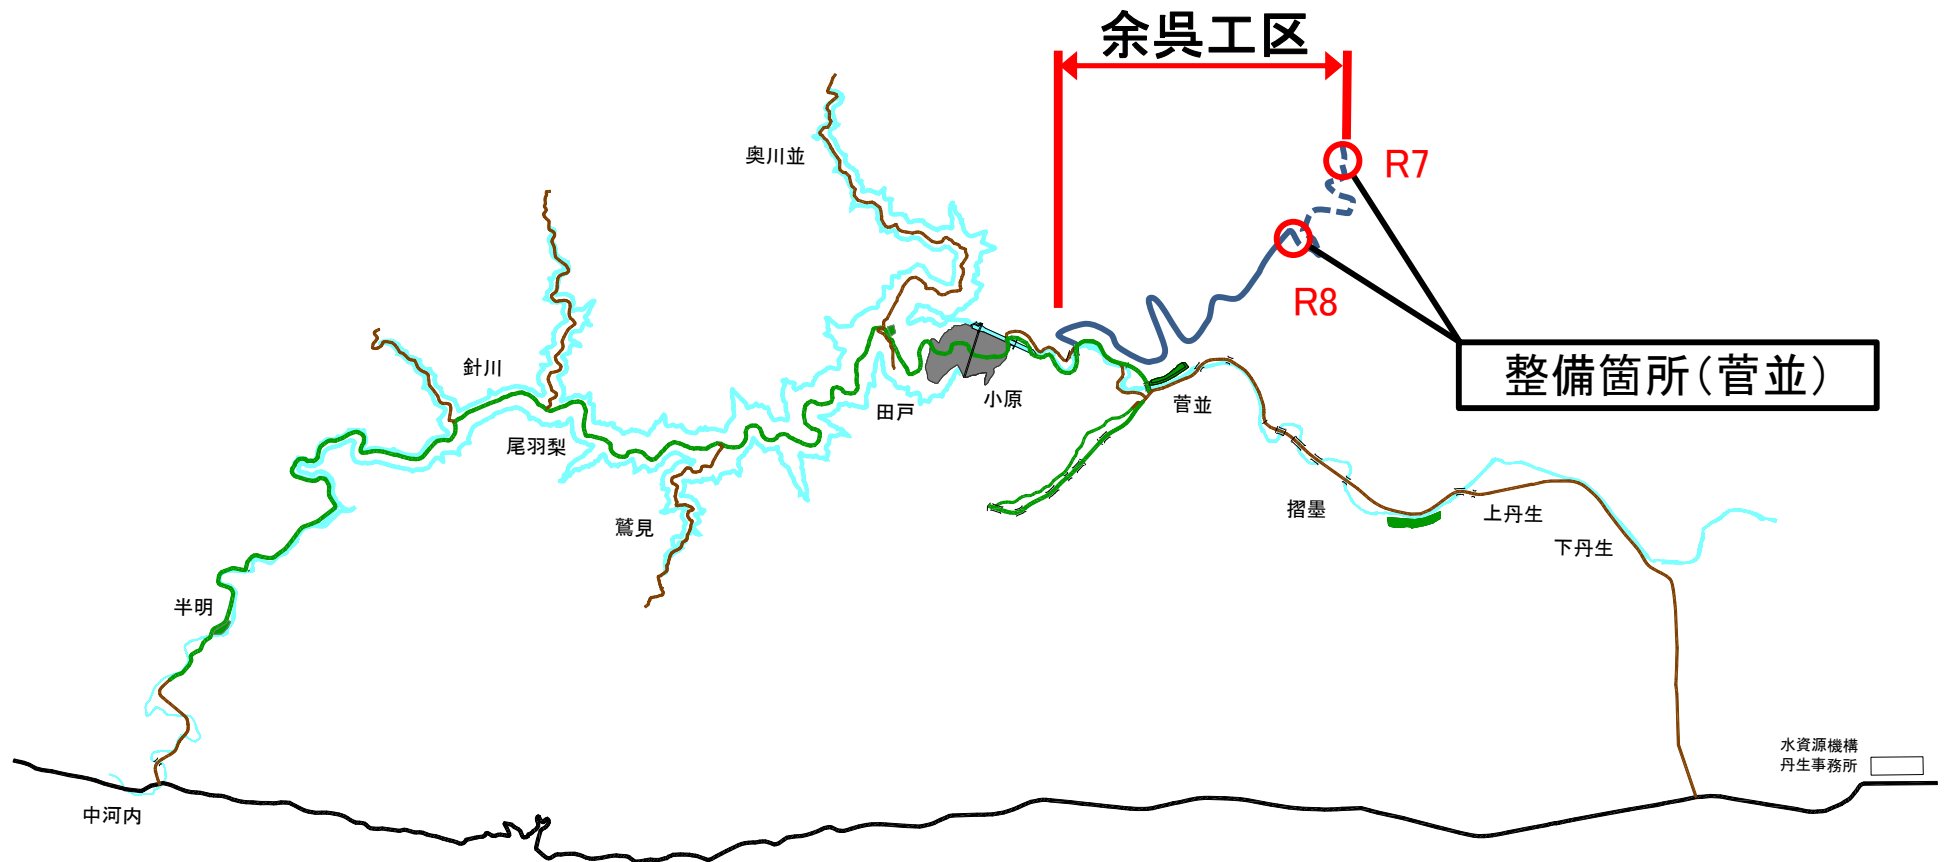 余呉工区
奥川並
R7
R8
針川
整備箇所（菅並）
田戸
小原
菅並
尾羽梨
鷲見
摺墨
上丹生
下丹生
半明
水資源機構
丹生事務所
中河内